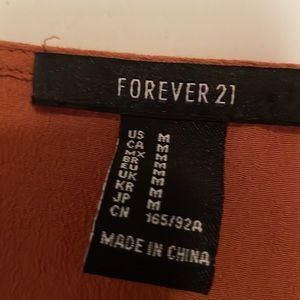 FOREVER 21
US M
CA M
MX M
BR M
EU M
UK M
KR M
JP M
CN 165/92A
MADE IN CHINA